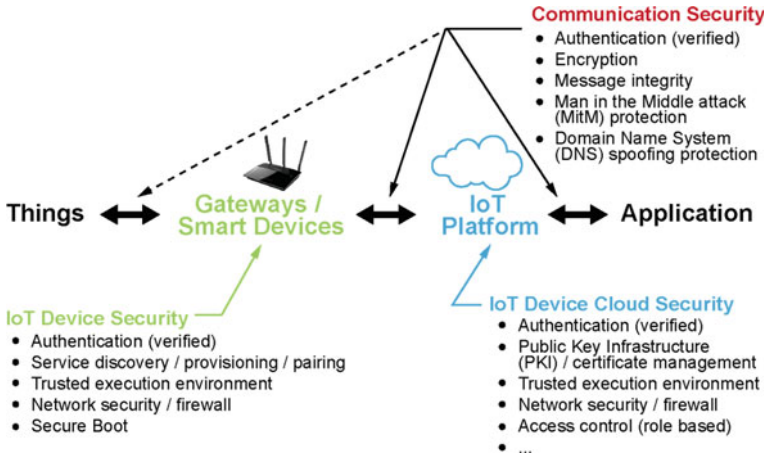 Communication Security
• Authentication (verified)
• Encryption
• Message integrity
• Man in the Middle attack
(MitM) protection
• Domain Name System
(DNS) spoofing protection
Things
Gateways /
Smart Devices
IoT
Platform
Application
IoT Device Security
• Authentication (verified)
• Service discovery / provisioning / pairing
• Trusted execution environment
• Network security / firewall
• Secure Boot
IoT Device Cloud Security
• Authentication (verified)
• Public Key Infrastructure
(PKI) / certificate management
• Trusted execution environment
• Network security / firewall
• Access control (role based)
• ...